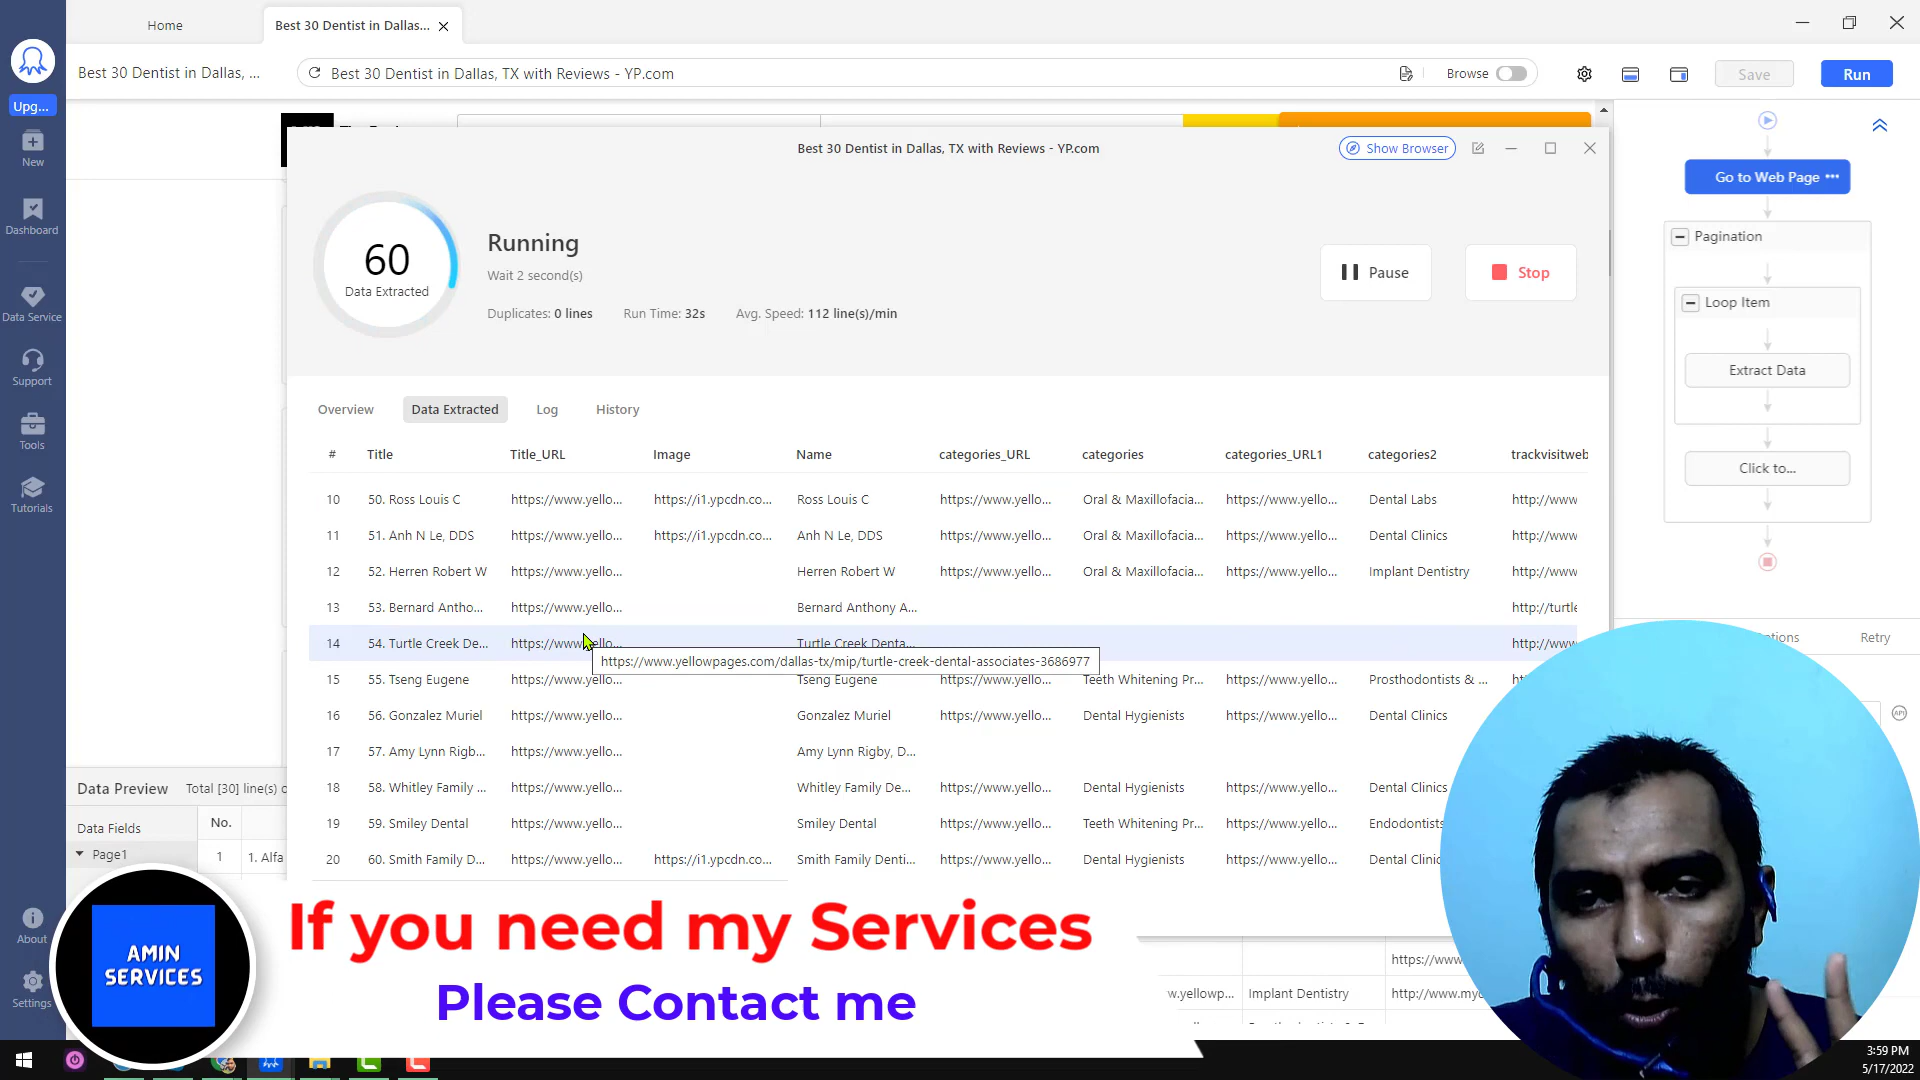 Home
Best 30 Dentist in Dallas...
Upg...
Best 30 Dentist in Dallas, ...
Best 30 Dentist in Dallas, TX with Reviews - YP.com
Browse
Save
Run
New
Dashboard
Data Service
Support
Tools
Tutorials
About
Settings
Best 30 Dentist in Dallas, TX with Reviews - YP.com
Show Browser
60
Data Extracted
Running
Wait 2 second(s)
Duplicates: 0 lines Run Time: 32s Avg. Speed: 112 line(s)/min
Pause
Stop
Overview Data Extracted Log History
# Title Title_URL Image Name categories_URL categories categories_URL1 categories2 trackvisitweb
10 50. Ross Louis C https://www.yello... https://i1.ypcdn.co... Ross Louis C https://www.yello... Oral & Maxillofacia... https://www.yello... Dental Labs http://www
11 51. Anh N Le, DDS https://www.yello... https://i1.ypcdn.co... Anh N Le, DDS https://www.yello... Oral & Maxillofacia... https://www.yello... Dental Clinics http://www
12 52. Herren Robert W https://www.yello... Herren Robert W https://www.yello... Oral & Maxillofacia... https://www.yello... Implant Dentistry http://www
13 53. Bernard Antho... https://www.yello... Bernard Anthony A... http://turtle
14 54. Turtle Creek De... https://www.yello... Turtle Creek Denta... http://www
https://www.yellowpages.com/dallas-tx/mip/turtle-creek-dental-associates-3686977
15 55. Tseng Eugene https://www.yello... Tseng Eugene https://www.yello... Teeth Whitening Pr... https://www.yello... Prosthodontists & ...
16 56. Gonzalez Muriel https://www.yello... Gonzalez Muriel https://www.yello... Dental Hygienists https://www.yello... Dental Clinics
17 57. Amy Lynn Rigb... https://www.yello... Amy Lynn Rigby, D...
18 58. Whitley Family ... https://www.yello... Whitley Family De... https://www.yello... Dental Hygienists https://www.yello... Dental Clinics
19 59. Smiley Dental https://www.yello... Smiley Dental https://www.yello... Teeth Whitening Pr... https://www.yello... Endodontists
20 60. Smith Family D... https://www.yello... https://i1.ypcdn.co... Smith Family Denti... https://www.yello... Dental Hygienists https://www.yello... Dental Clinic
Go to Web Page
Pagination
Loop Item
Extract Data
Click to...
Retry
API
Data Preview Total [30] line(s)
Data Fields No.
Page1 1 1. Alfa
https://www
w.yellowp... Implant Dentistry http://www.myd
AMIN
SERVICES
If you need my Services
Please Contact me
3:59 PM
5/17/2022